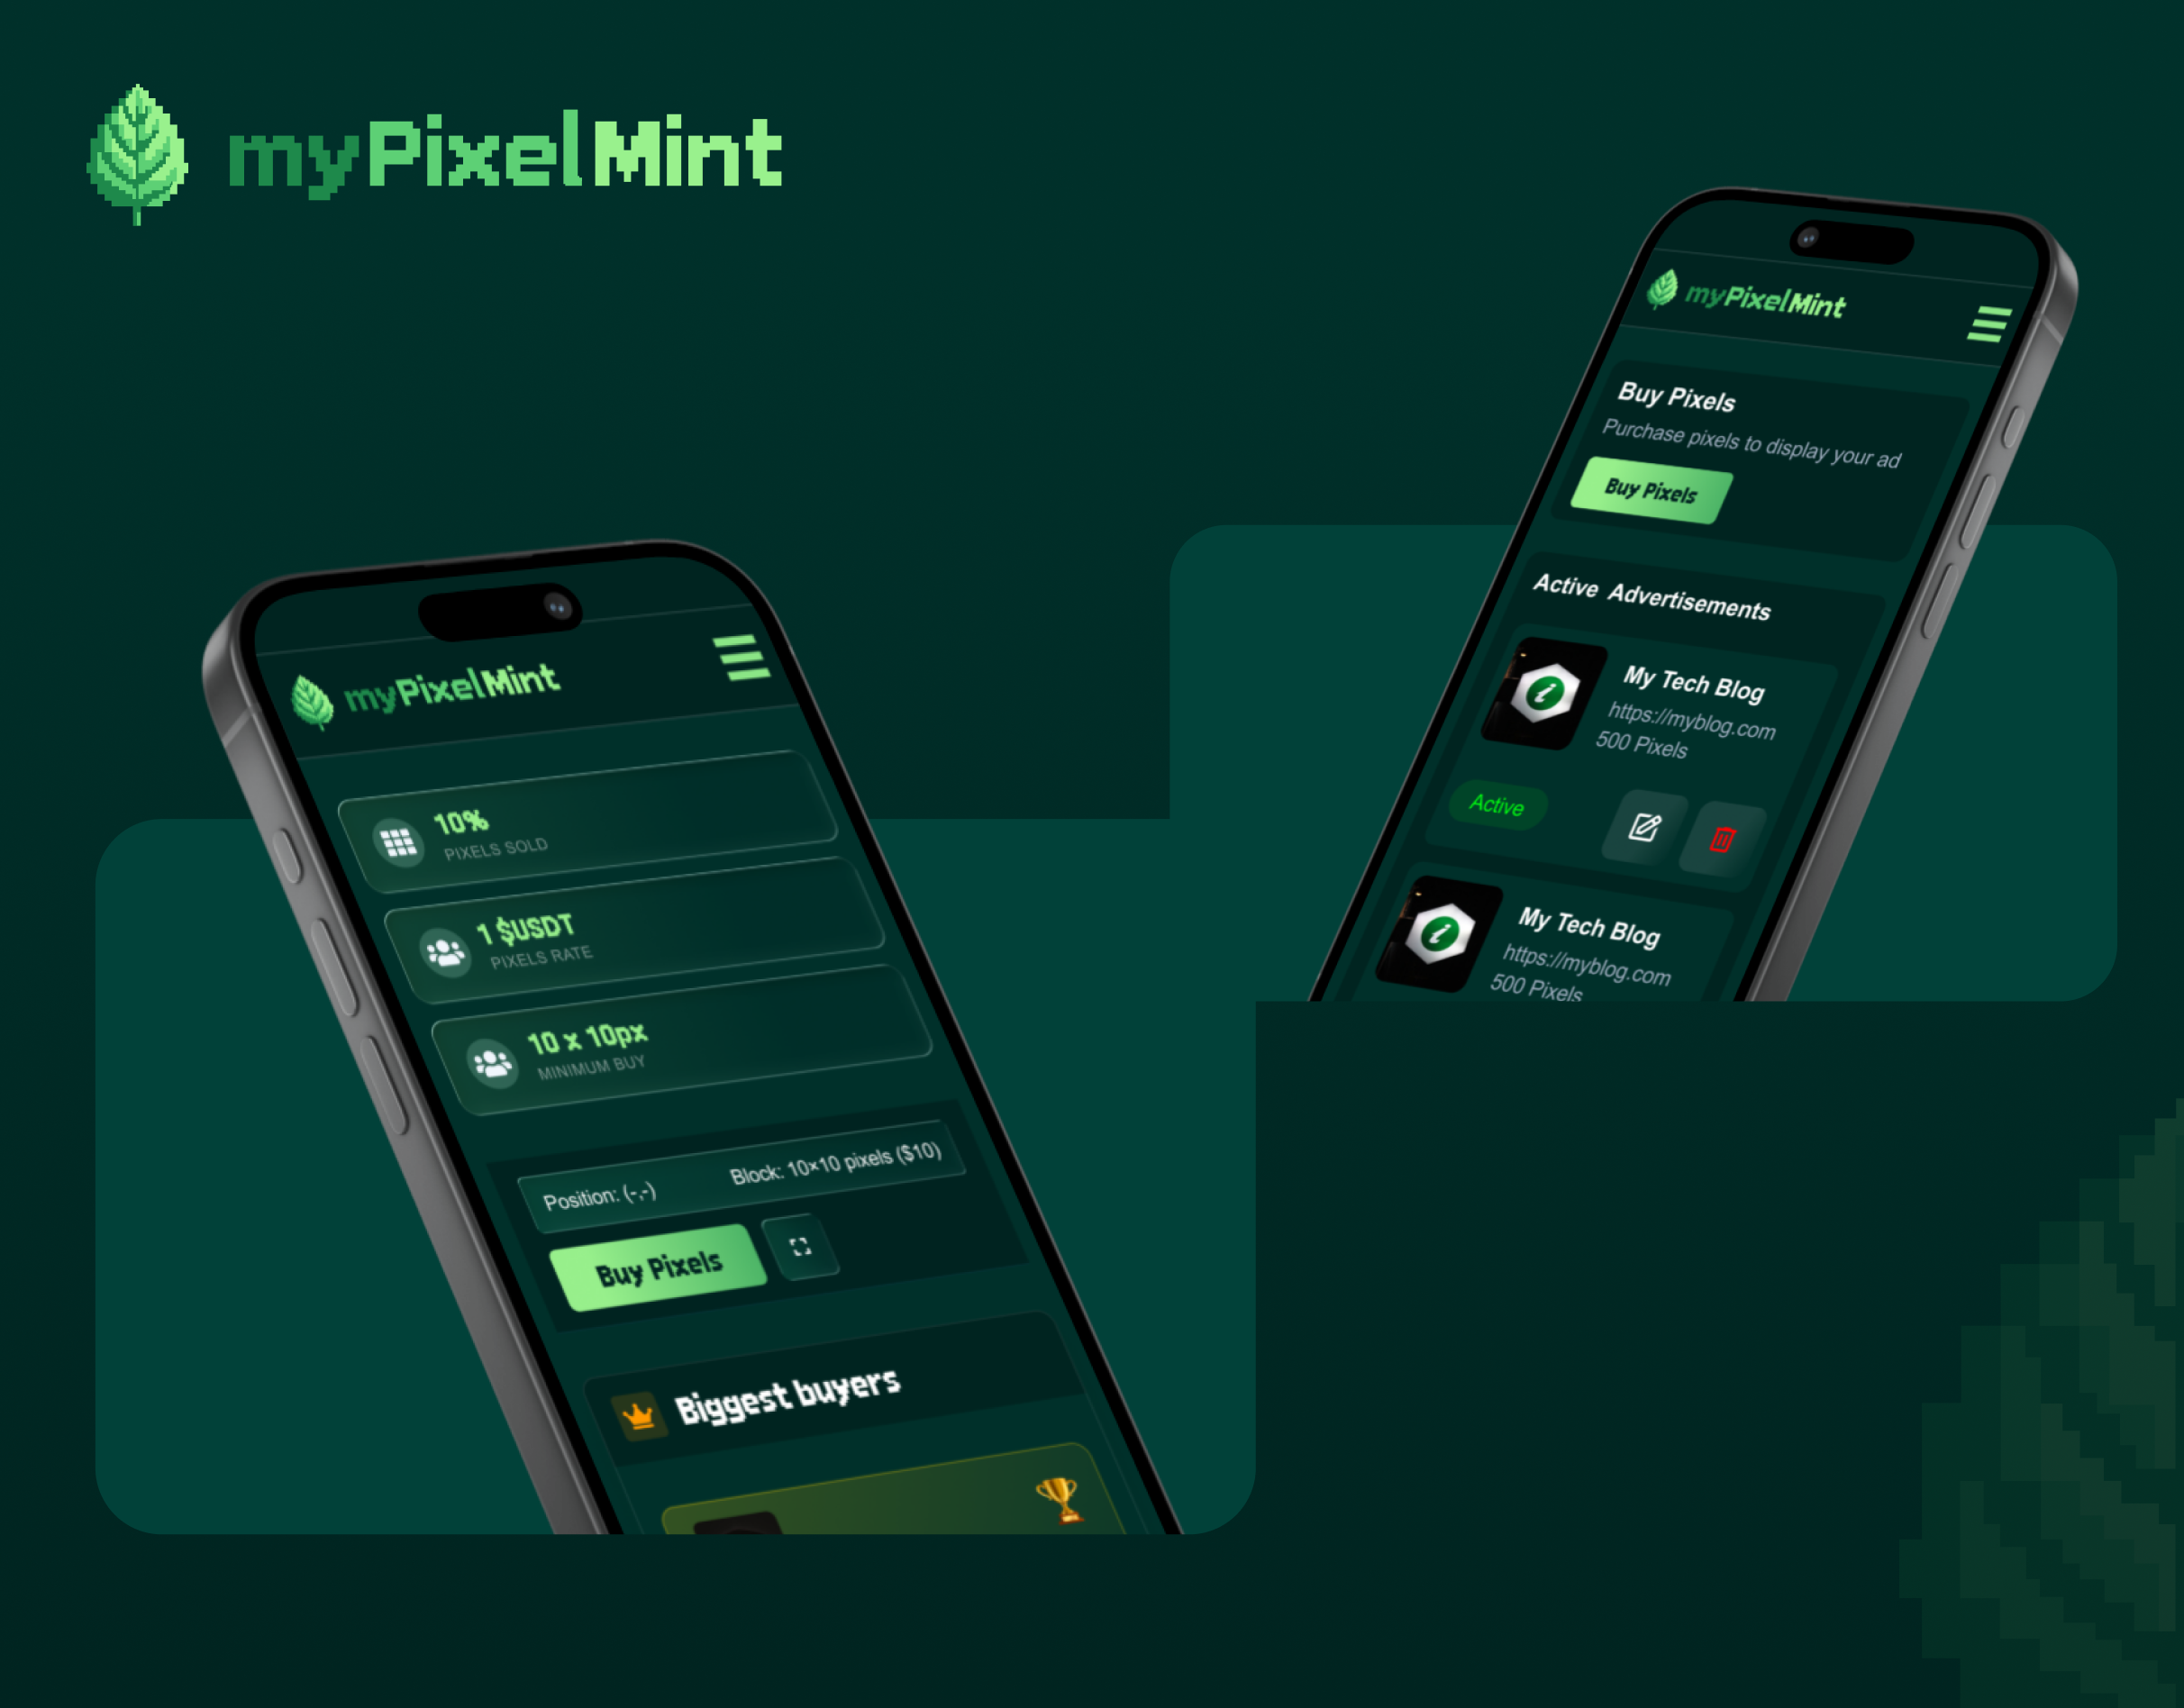 myPixelMint
myPixelMint
10%
PIXELS SOLD
1 $USDT
PIXELS RATE
10 x 10px
MINIMUM BUY
Position: (-,-)
Block: 10×10 pixels ($10)
Buy Pixels
Biggest buyers
myPixelMint
Buy Pixels
Purchase pixels to display your ad
Buy Pixels
Active Advertisements
My Tech Blog
https://myblog.com
500 Pixels
Active
My Tech Blog
https://myblog.com
500 Pixels